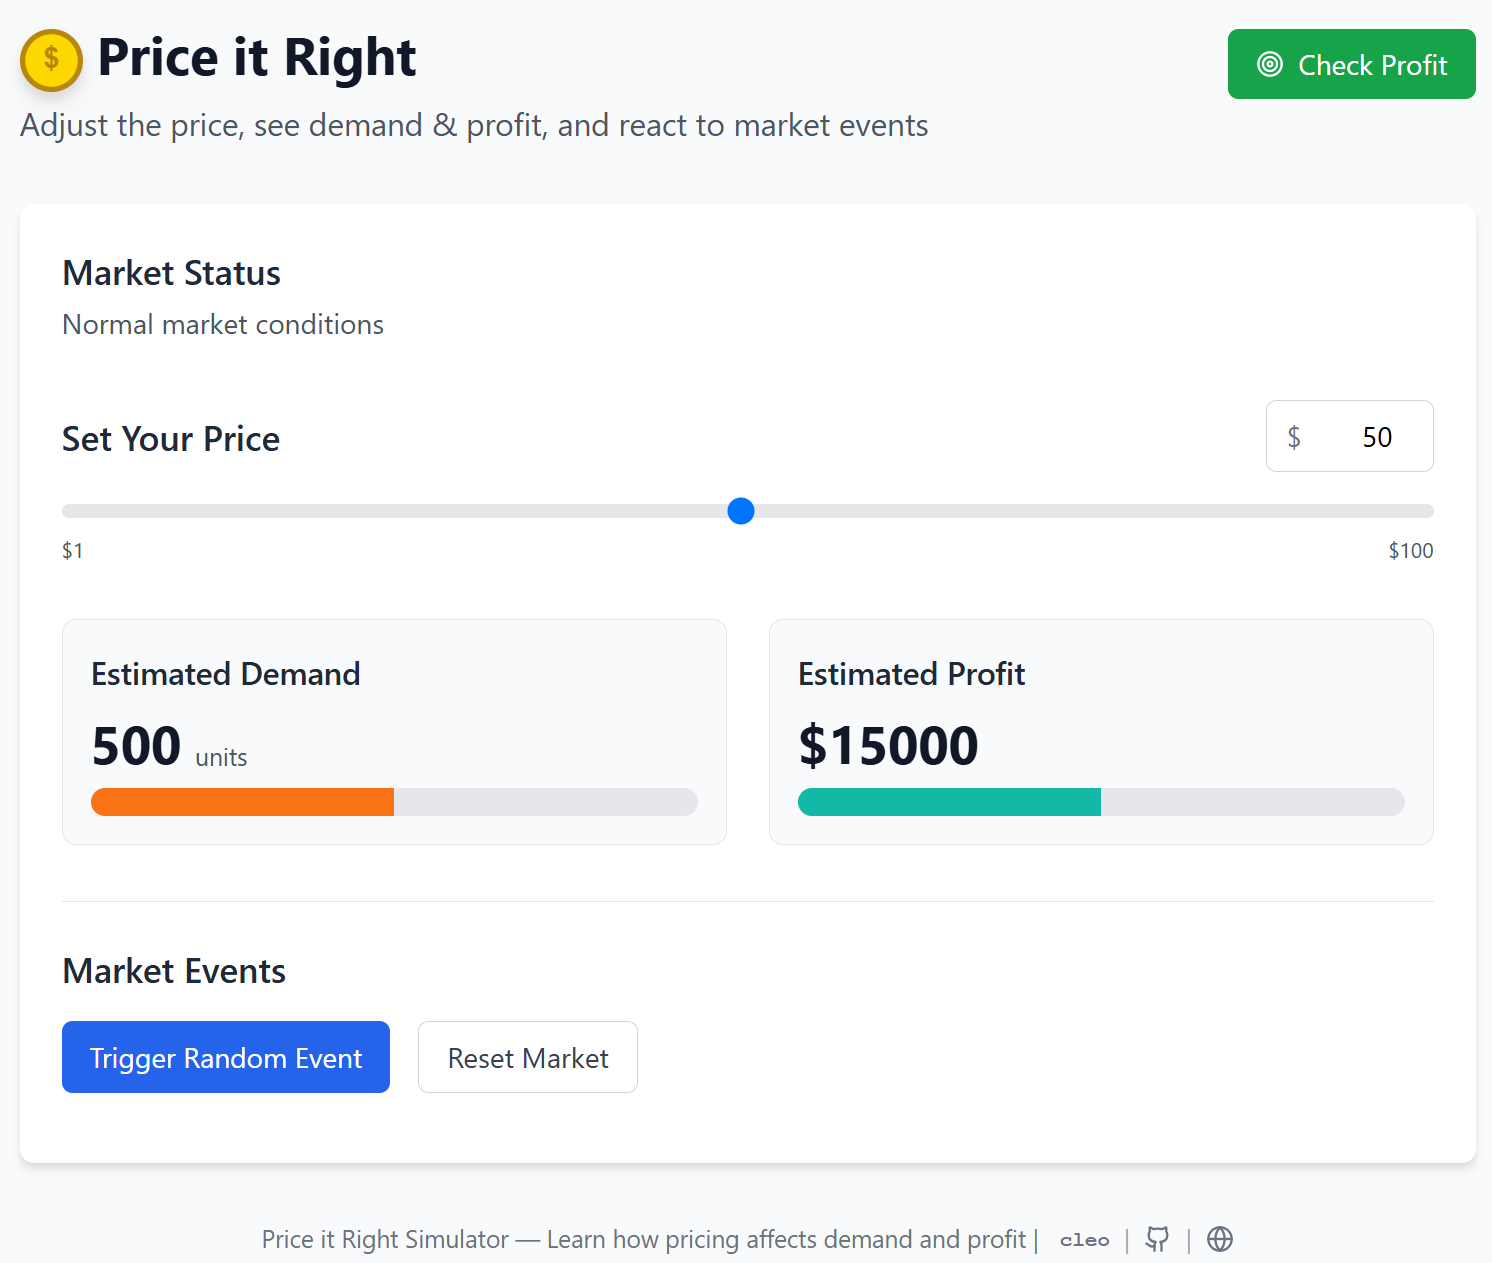 $ Price it Right
Check Profit
Adjust the price, see demand & profit, and react to market events
Market Status
Normal market conditions
Set Your Price
$ 50
$1
$100
Estimated Demand
500 units
Estimated Profit
$15000
Market Events
Trigger Random Event
Reset Market
Price it Right Simulator — Learn how pricing affects demand and profit | cleo | |